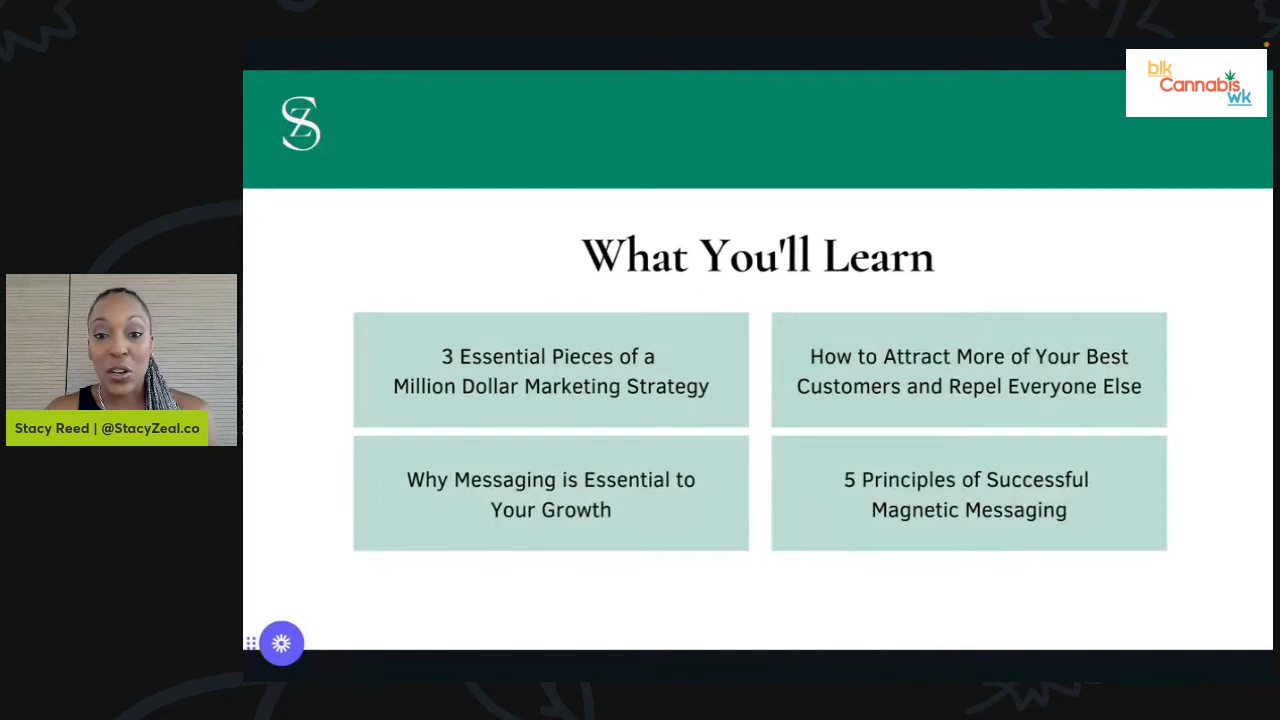 blk
Cannabis
wk
SZ
What You'll Learn
3 Essential Pieces of a
Million Dollar Marketing Strategy
How to Attract More of Your Best
Customers and Repel Everyone Else
Why Messaging is Essential to
Your Growth
5 Principles of Successful
Magnetic Messaging
Stacy Reed | @StacyZeal.co